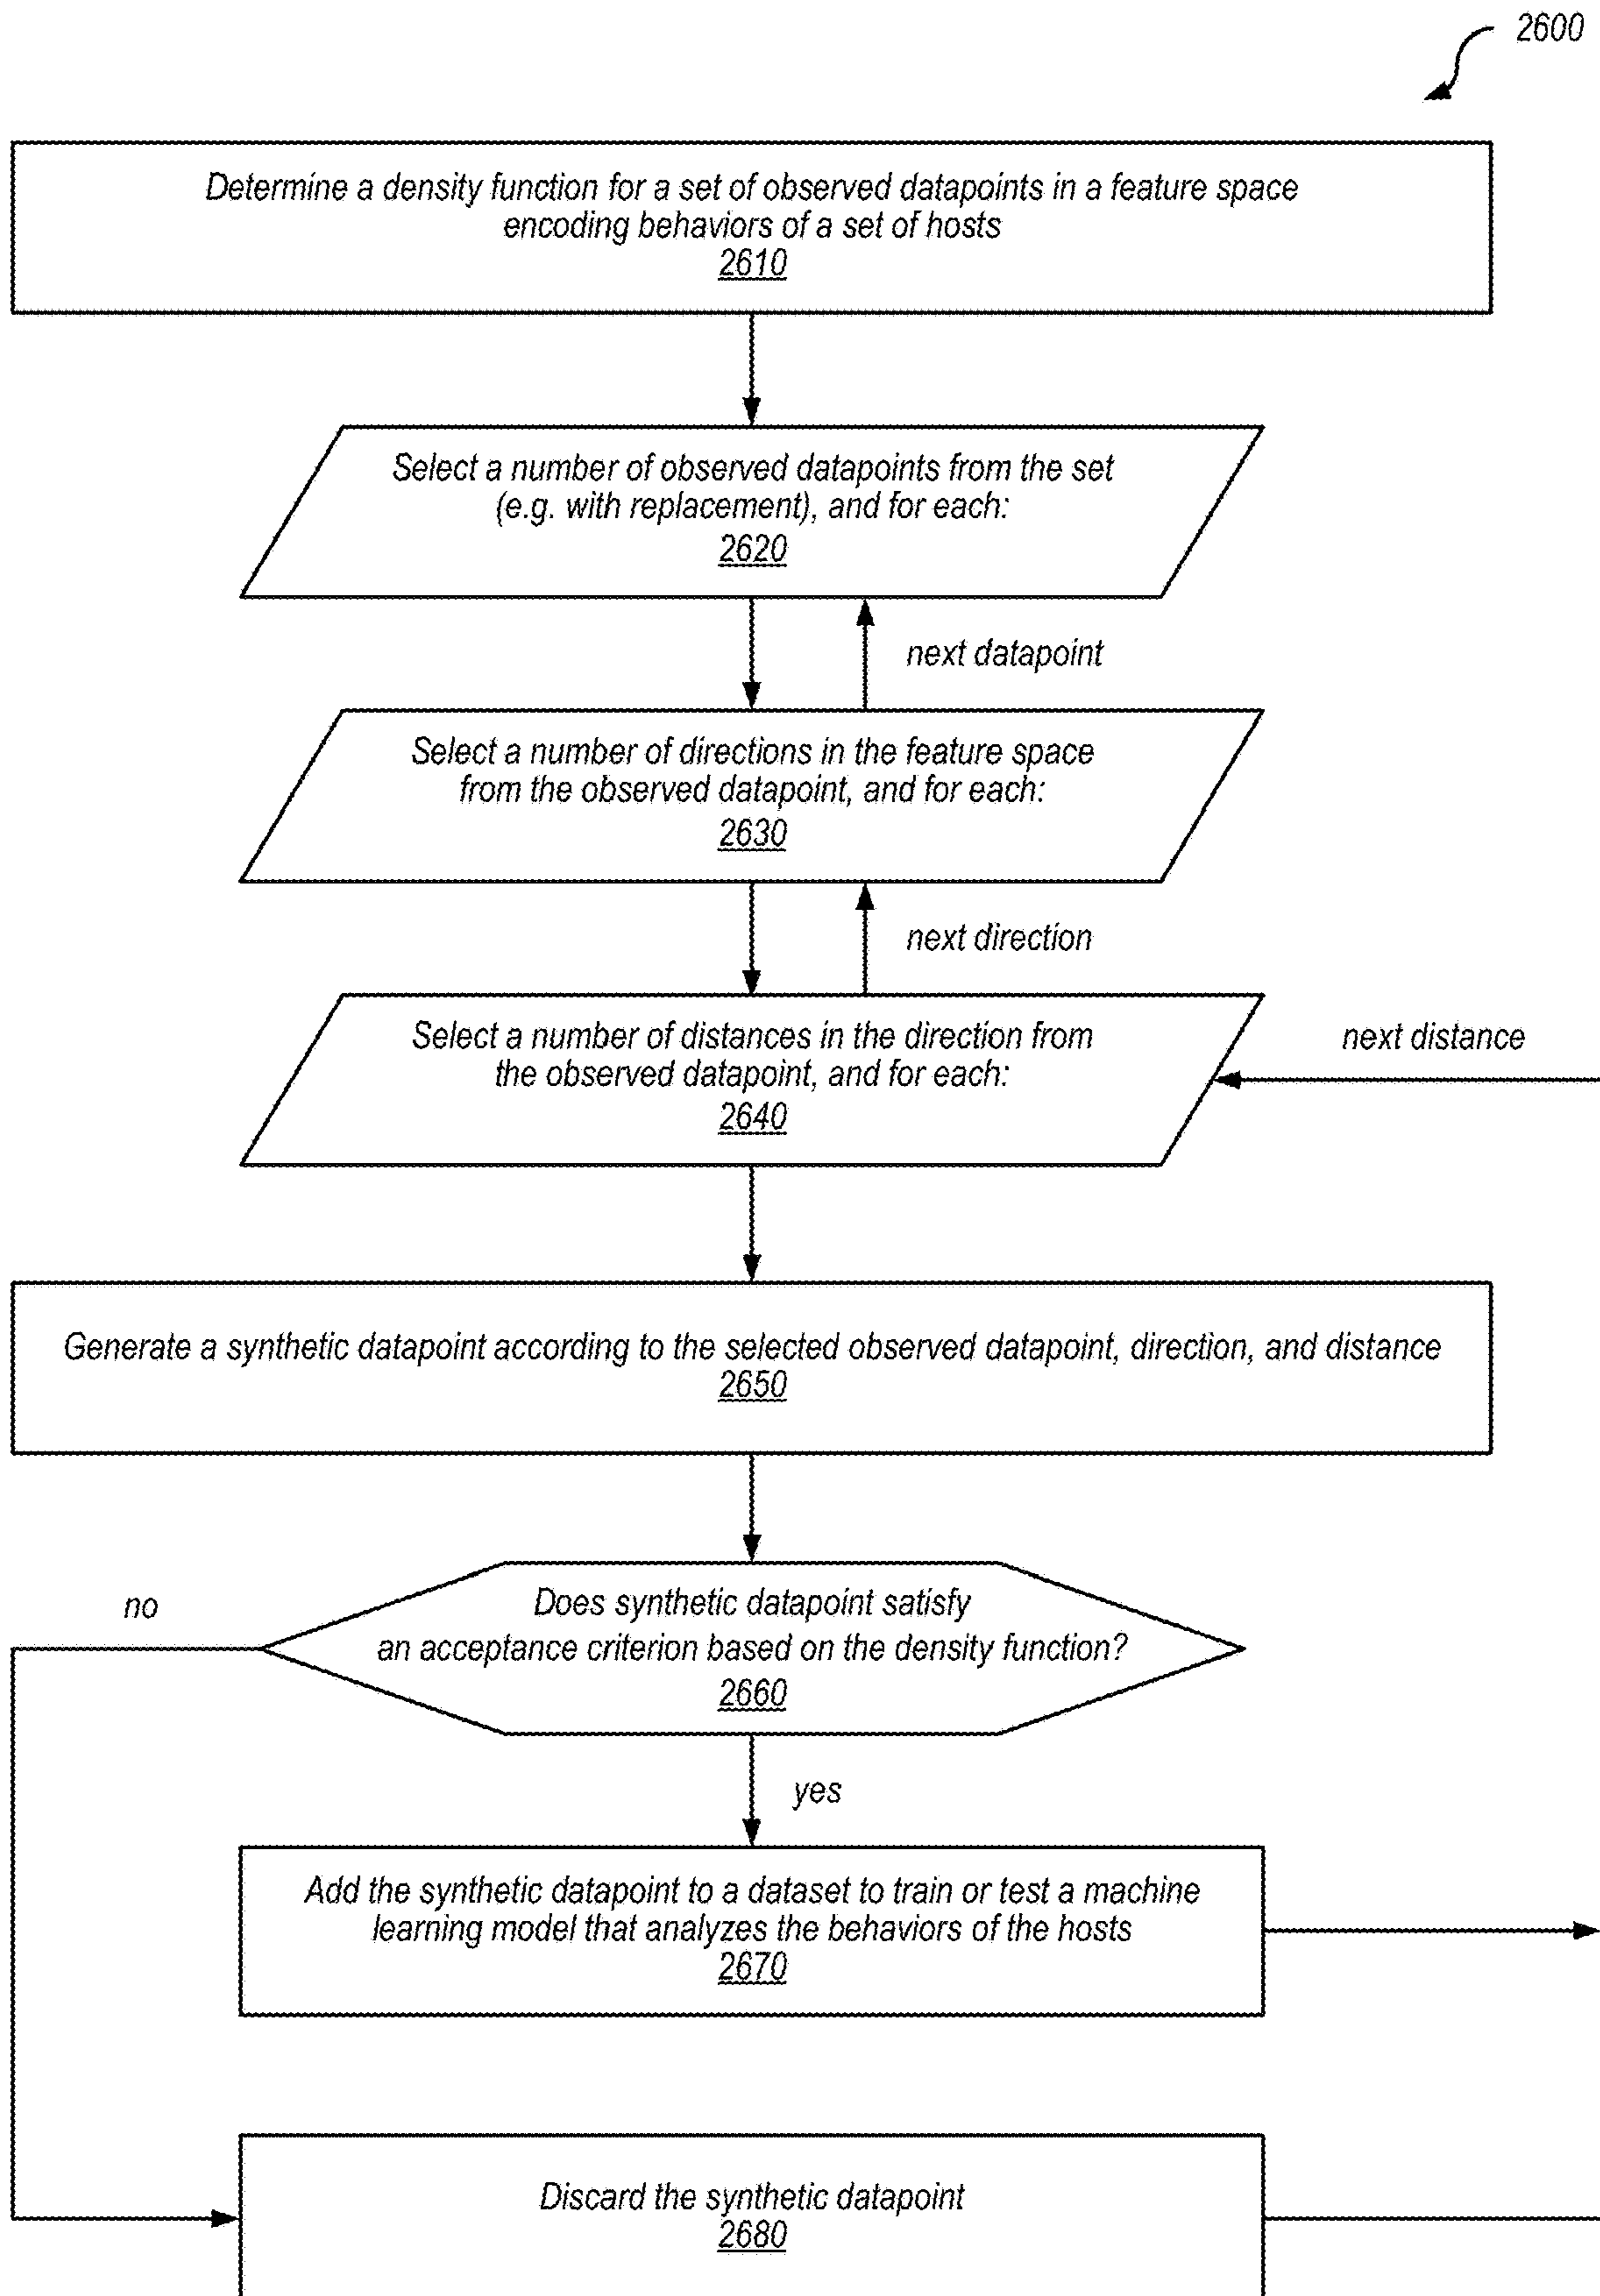 2600
Determine a density function for a set of observed datapoints in a feature space
encoding behaviors of a set of hosts
2610
Select a number of observed datapoints from the set
(e.g. with replacement), and for each:
2620
next datapoint
Select a number of directions in the feature space
from the observed datapoint, and for each:
2630
next direction
Select a number of distances in the direction from
the observed datapoint, and for each:
2640
next distance
Generate a synthetic datapoint according to the selected observed datapoint, direction, and distance
2650
no
Does synthetic datapoint satisfy
an acceptance criterion based on the density function?
2660
yes
Add the synthetic datapoint to a dataset to train or test a machine
learning model that analyzes the behaviors of the hosts
2670
Discard the synthetic datapoint
2680